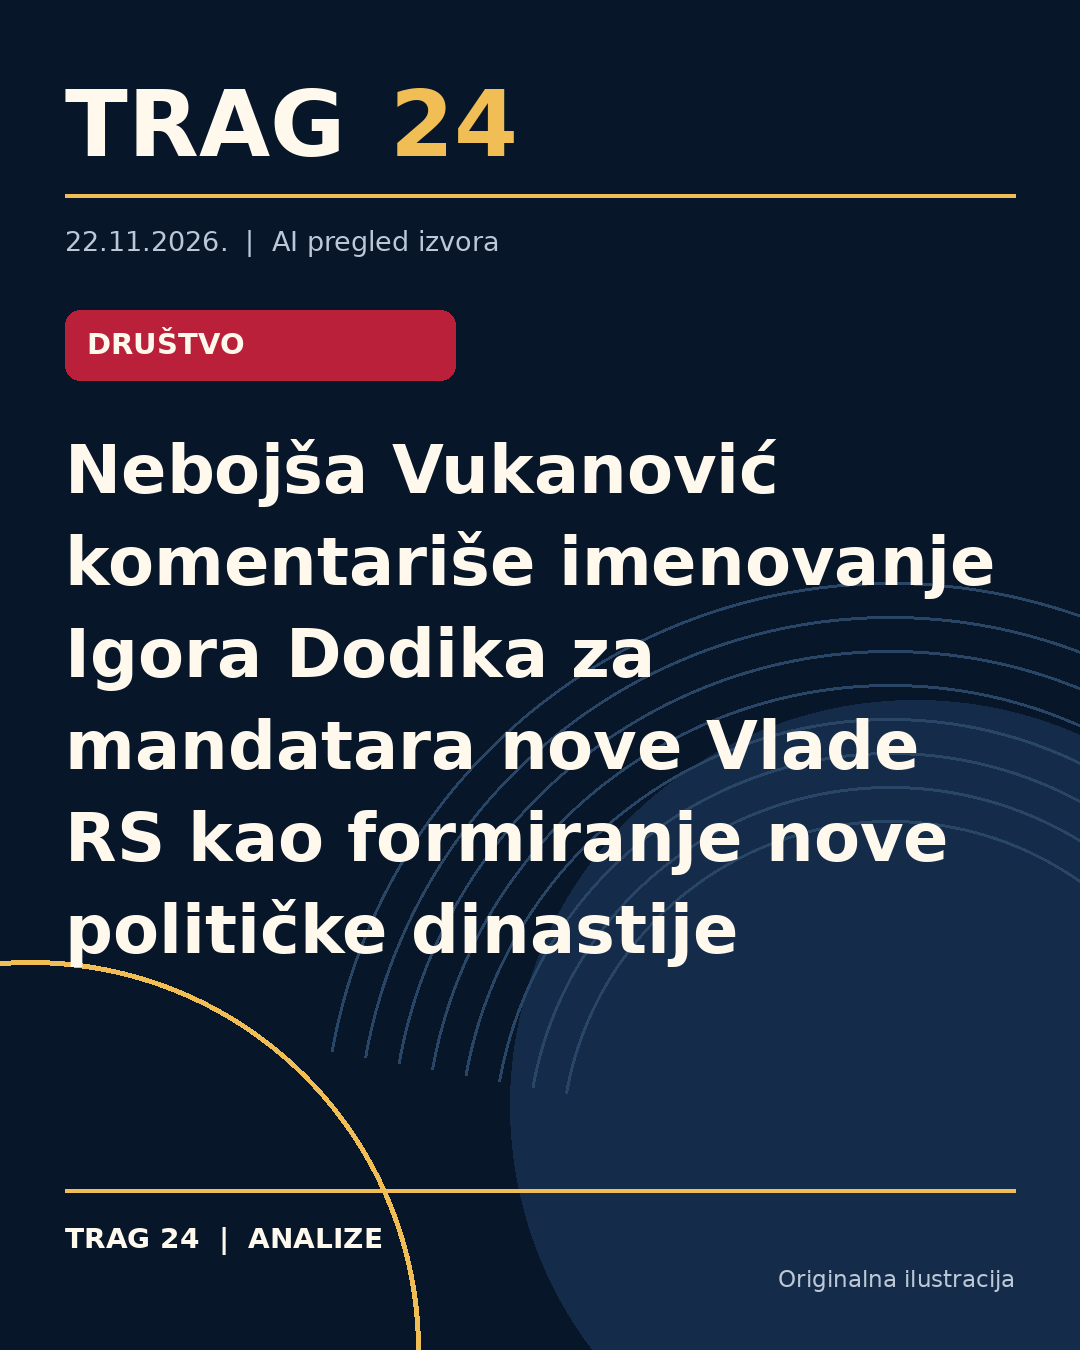 TRAG 24
22.11.2026. | AI pregled izvora
DRUŠTVO
Nebojša Vukanović
komentariše imenovanje
Igora Dodika za
mandatara nove Vlade
RS kao formiranje nove
političke dinastije
TRAG 24 | ANALIZE
Originalna ilustracija